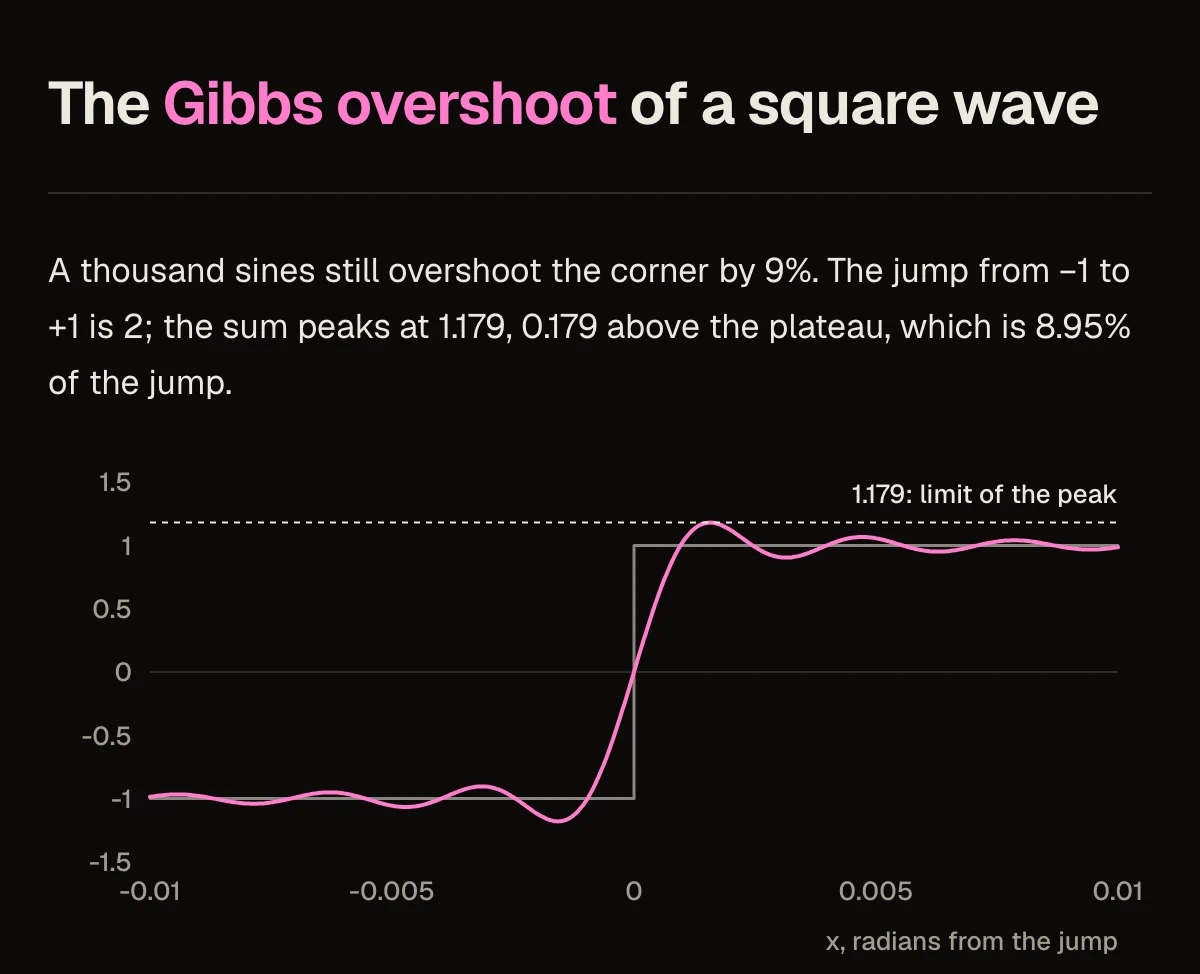 The Gibbs overshoot of a square wave
A thousand sines still overshoot the corner by 9%. The jump from −1 to
+1 is 2; the sum peaks at 1.179, 0.179 above the plateau, which is 8.95%
of the jump.
1.5
1.179: limit of the peak
1
0.5
0
-0.5
-1
-1.5
-0.01 -0.005 0 0.005 0.01
x, radians from the jump